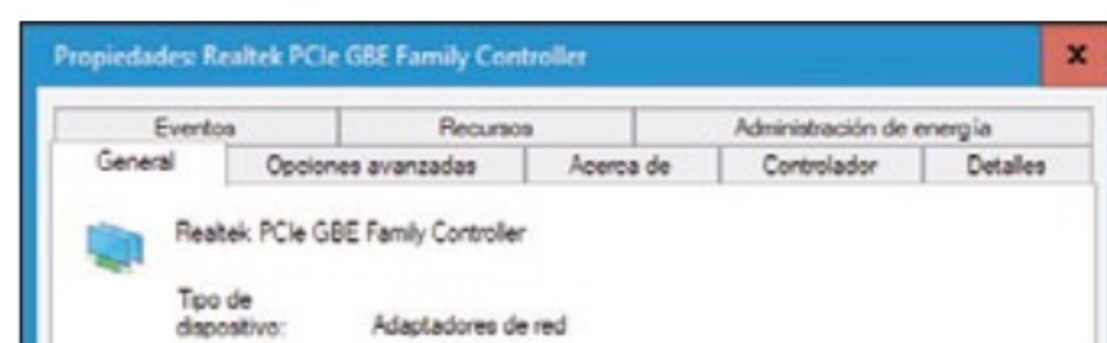 Propiedades: Realtek PCIe GBE Family Controller
x
Eventos Recursos Administración de energía
General Opciones avanzadas Acerca de Controlador Detalles
Realtek PCIe GBE Family Controller
Tipo de
dispositivo: Adaptadores de red